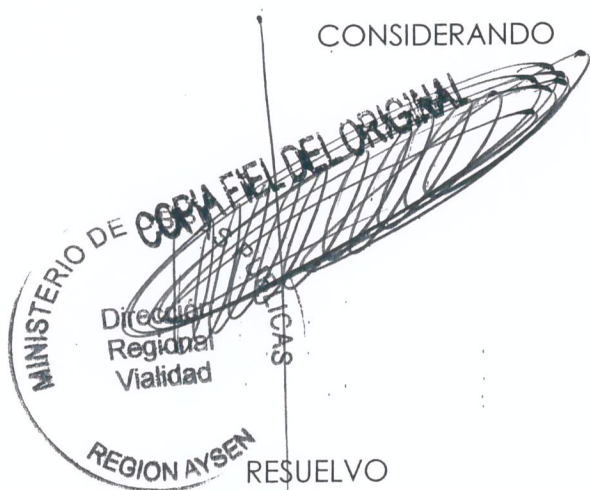 CONSIDERANDO
COPIA FIEL DEL ORIGINAL
MINISTERIO DE
Dirección
Regional
Vialidad
REGION AYSEN
RESUELVO